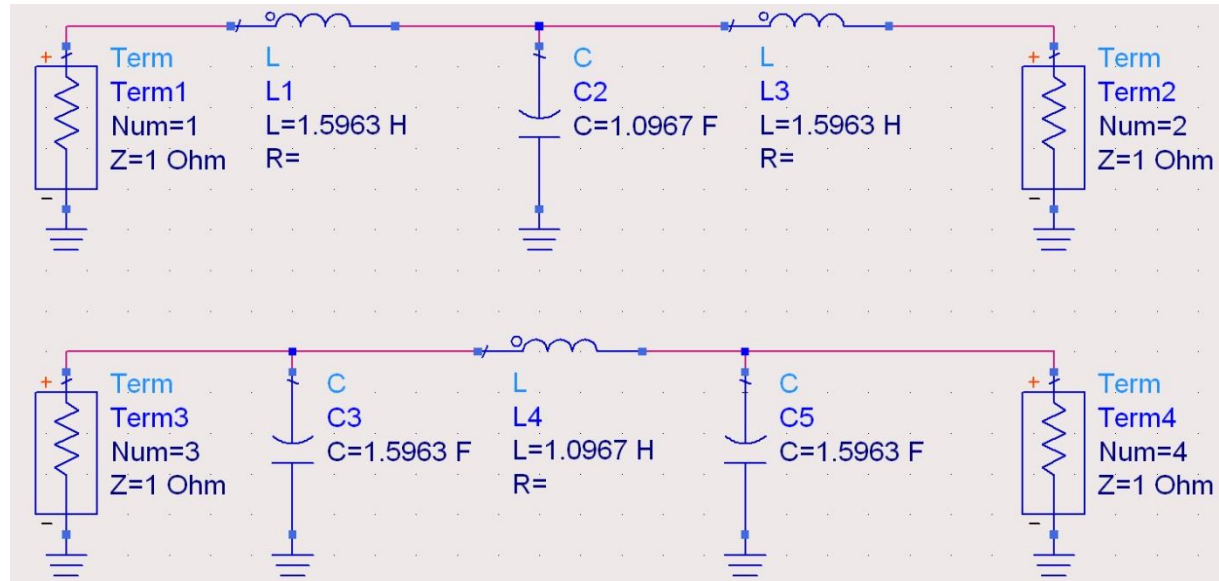 Term
Term1
Num=1
Z=1 Ohm
L
L1
L=1.5963 H
R=
C
C2
C=1.0967 F
L
L3
L=1.5963 H
R=
Term
Term2
Num=2
Z=1 Ohm
Term
Term3
Num=3
Z=1 Ohm
C
C3
C=1.5963 F
L
L4
L=1.0967 H
R=
C
C5
C=1.5963 F
Term
Term4
Num=4
Z=1 Ohm